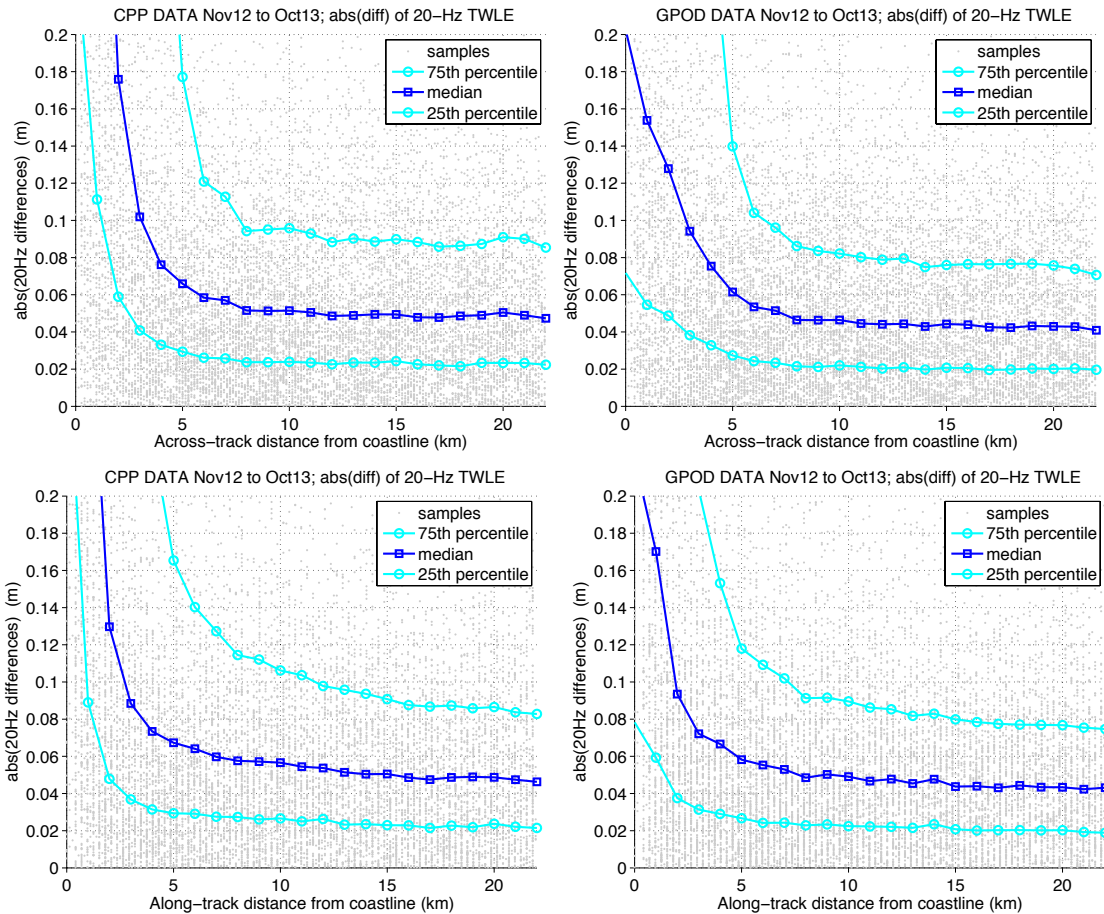 CPP DATA Nov12 to Oct13; abs(diff) of 20-Hz TWLE
0.2
0.18
0.16
0.14
0.12
0.1
0.08
0.06
0.04
0.02
0
abs(20Hz differences) (m)
samples
75th percentile
median
25th percentile
0 5 10 15 20
Across-track distance from coastline (km)
GPOD DATA Nov12 to Oct13; abs(diff) of 20-Hz TWLE
0.2
0.18
0.16
0.14
0.12
0.1
0.08
0.06
0.04
0.02
0
abs(20Hz differences) (m)
samples
75th percentile
median
25th percentile
0 5 10 15 20
Across-track distance from coastline (km)
CPP DATA Nov12 to Oct13; abs(diff) of 20-Hz TWLE
0.2
0.18
0.16
0.14
0.12
0.1
0.08
0.06
0.04
0.02
0
abs(20Hz differences) (m)
samples
75th percentile
median
25th percentile
0 5 10 15 20
Along-track distance from coastline (km)
GPOD DATA Nov12 to Oct13; abs(diff) of 20-Hz TWLE
0.2
0.18
0.16
0.14
0.12
0.1
0.08
0.06
0.04
0.02
0
abs(20Hz differences) (m)
samples
75th percentile
median
25th percentile
0 5 10 15 20
Along-track distance from coastline (km)